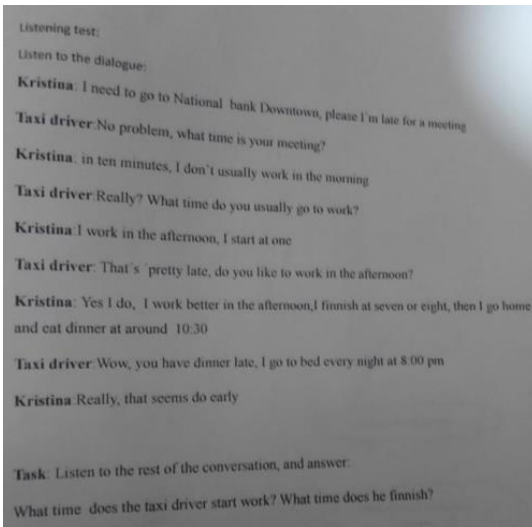 Listening test:
Listen to the dialogue:
Kristina: I need to go to National bank Downtown, please I´m late for a meeting
Taxi driver:No problem, what time is your meeting?
Kristina: in ten minutes, I don't usually work in the morning
Taxi driver:Really? What time do you usually go to work?
Kristina:I work in the afternoon, I start at one
Taxi driver: That´s ´pretty late, do you like to work in the afternoon?
Kristina: Yes I do, I work better in the afternoon,I finnish at seven or eight, then I go home
and eat dinner at around 10:30
Taxi driver:Wow, you have dinner late, I go to bed every night at 8:00 pm
Kristina:Really, that seems do early
Task: Listen to the rest of the conversation, and answer:
What time does the taxi driver start work? What time does he finnish?